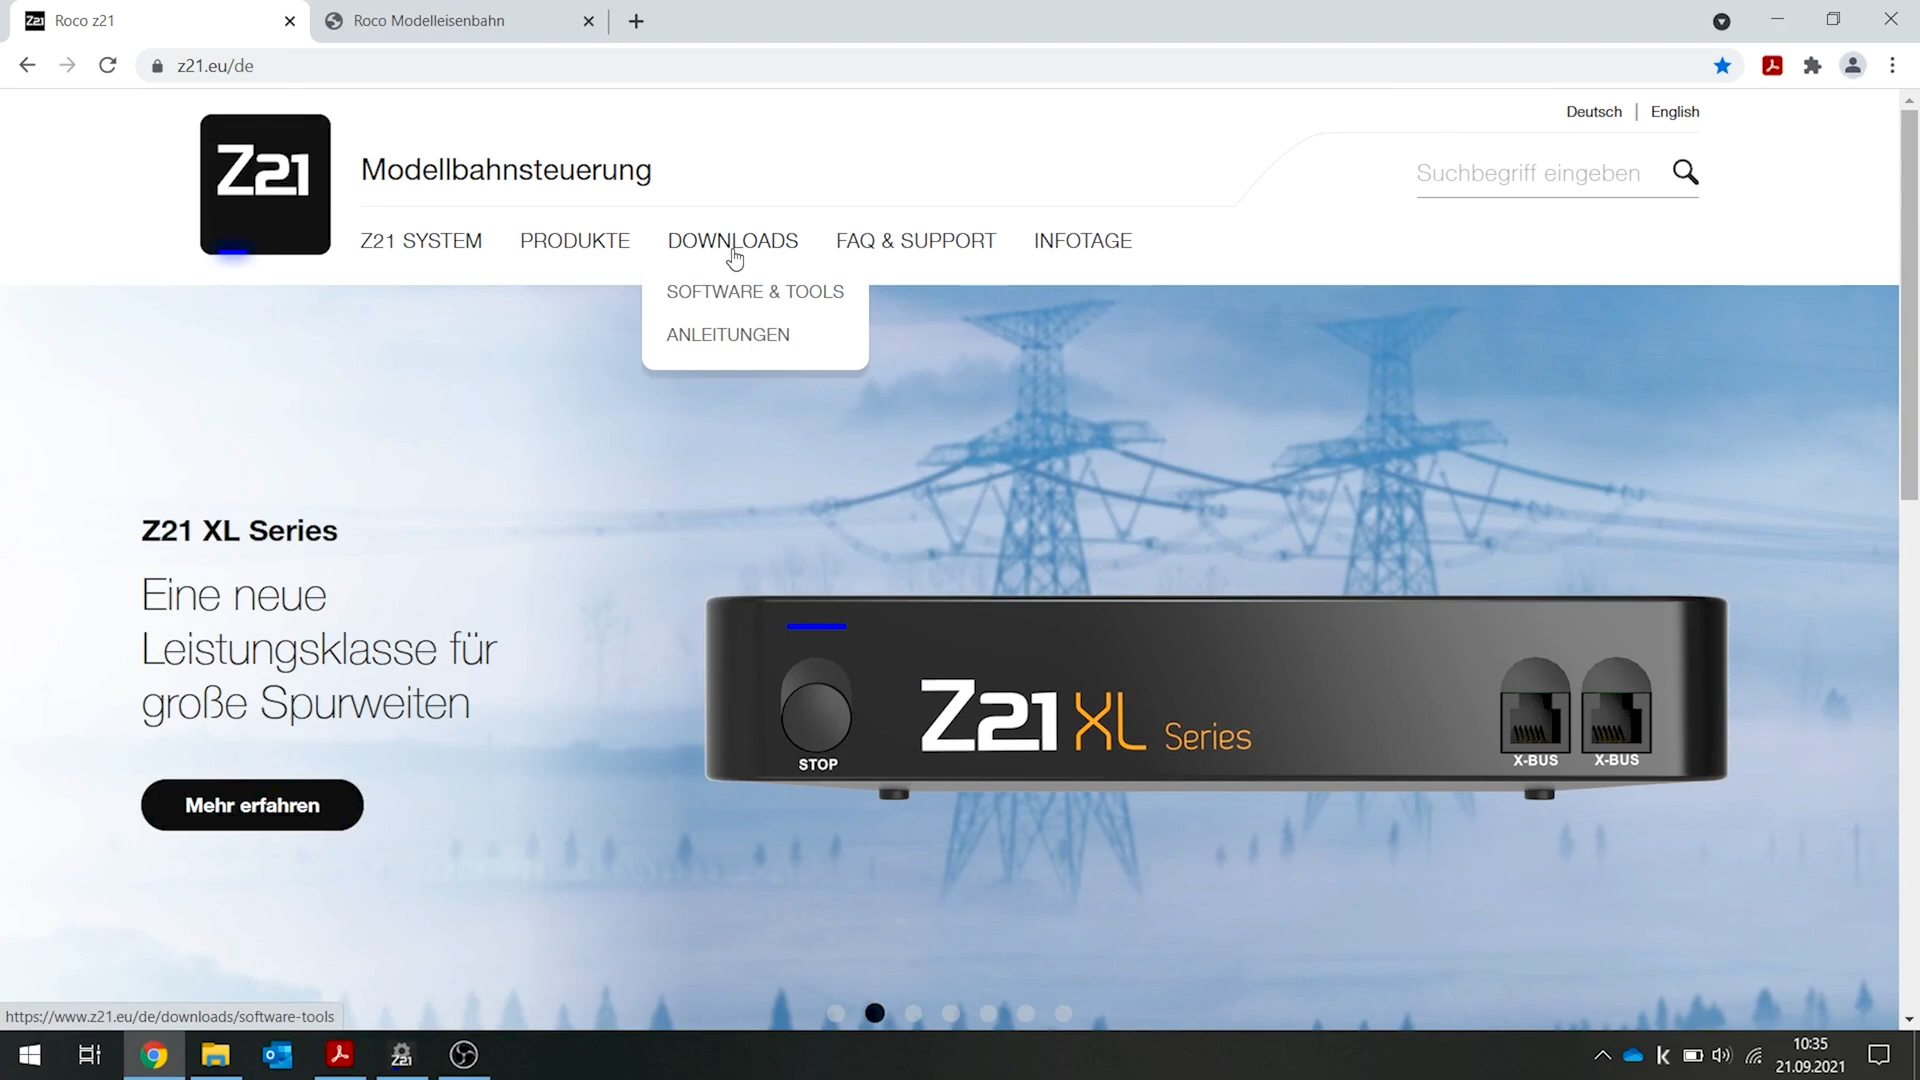 Roco z21
Roco Modelleisenbahn
z21.eu/de
Deutsch | English
Z21
Modellbahnsteuerung
Suchbegriff eingeben
Z21 SYSTEM
PRODUKTE
DOWNLOADS
FAQ & SUPPORT
INFOTAGE
SOFTWARE & TOOLS
ANLEITUNGEN
Z21 XL Series
Eine neue
Leistungsklasse für
große Spurweiten
Mehr erfahren
Z21 XL Series
STOP
X-BUS
X-BUS
https://www.z21.eu/de/downloads/software-tools
Z21
10:35
21.09.2021